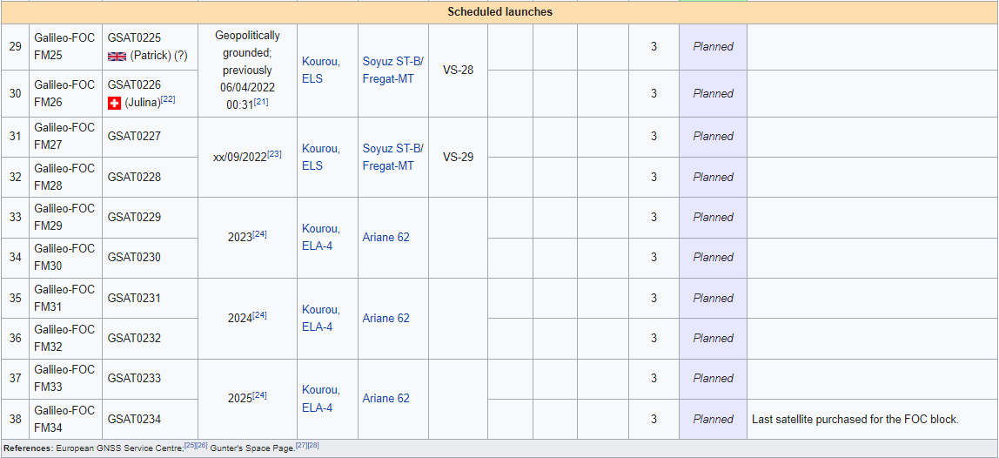 Scheduled launches
29 Galileo-FOC FM25 GSAT0225 (Patrick) (?) Geopolitically grounded; previously 06/04/2022 00:31[21] Kourou, ELS Soyuz ST-B/ Fregat-MT VS-28 3 Planned
30 Galileo-FOC FM26 GSAT0226 (Julina)[22] 3 Planned
31 Galileo-FOC FM27 GSAT0227 xx/09/2022[23] Kourou, ELS Soyuz ST-B/ Fregat-MT VS-29 3 Planned
32 Galileo-FOC FM28 GSAT0228 3 Planned
33 Galileo-FOC FM29 GSAT0229 2023[24] Kourou, ELA-4 Ariane 62 3 Planned
34 Galileo-FOC FM30 GSAT0230 3 Planned
35 Galileo-FOC FM31 GSAT0231 2024[24] Kourou, ELA-4 Ariane 62 3 Planned
36 Galileo-FOC FM32 GSAT0232 3 Planned
37 Galileo-FOC FM33 GSAT0233 2025[24] Kourou, ELA-4 Ariane 62 3 Planned
38 Galileo-FOC FM34 GSAT0234 3 Planned Last satellite purchased for the FOC block.
References: European GNSS Service Centre;[25][26] Gunter's Space Page.[27][28]